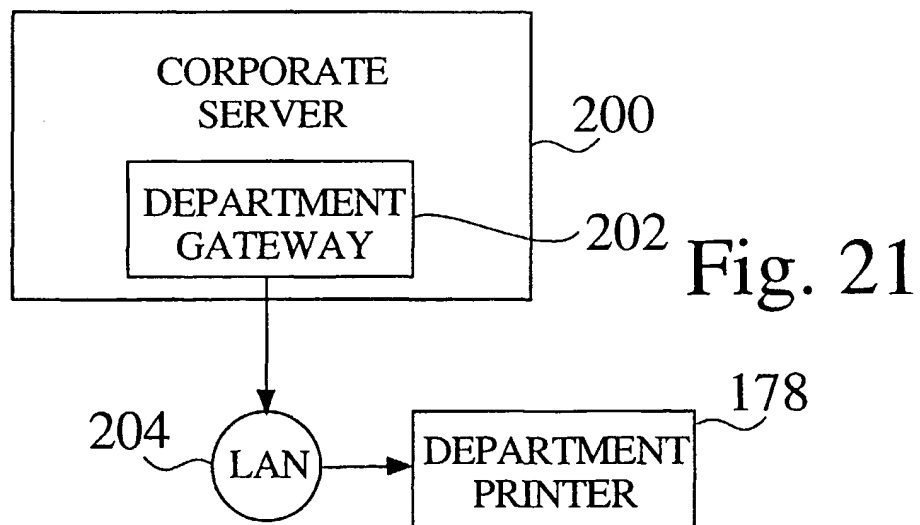 CORPORATE
SERVER
200
DEPARTMENT
GATEWAY
202
Fig. 21
178
204
LAN
DEPARTMENT
PRINTER